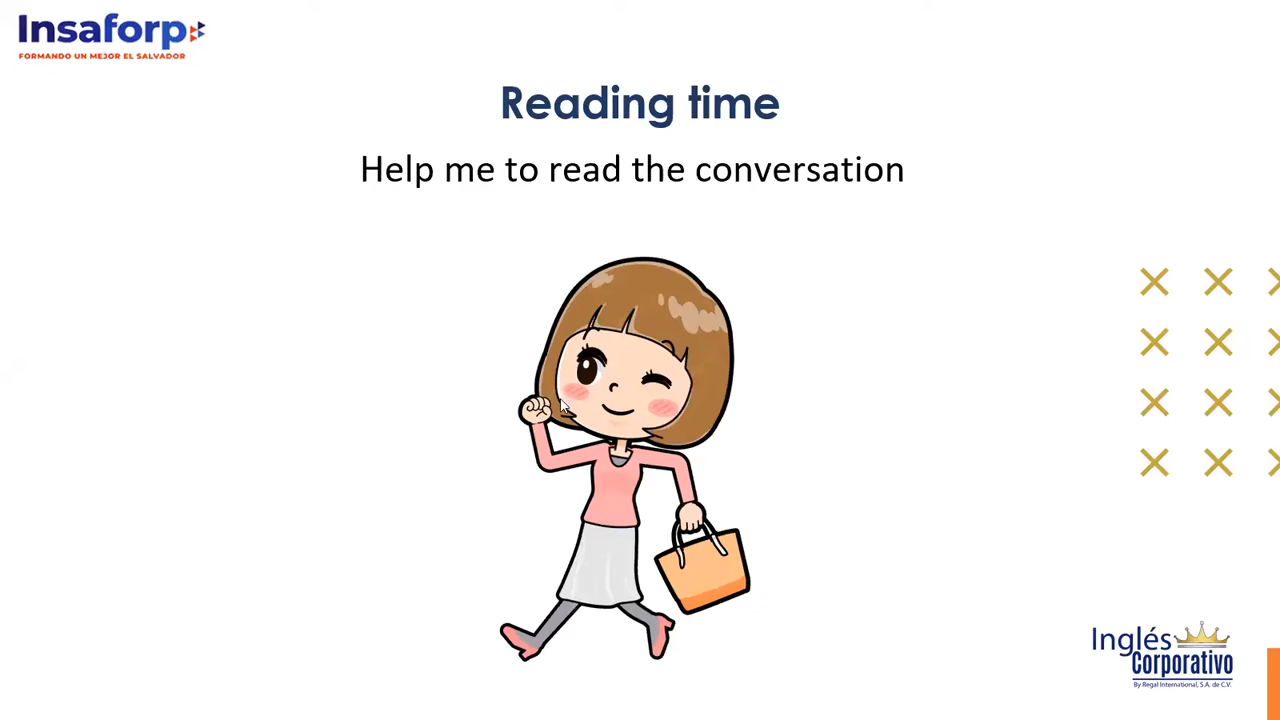 Insaforp
FORMANDO UN MEJOR EL SALVADOR
Reading time
Help me to read the conversation
Inglés
Corporativo
By Regal International, S.A. de C.V.